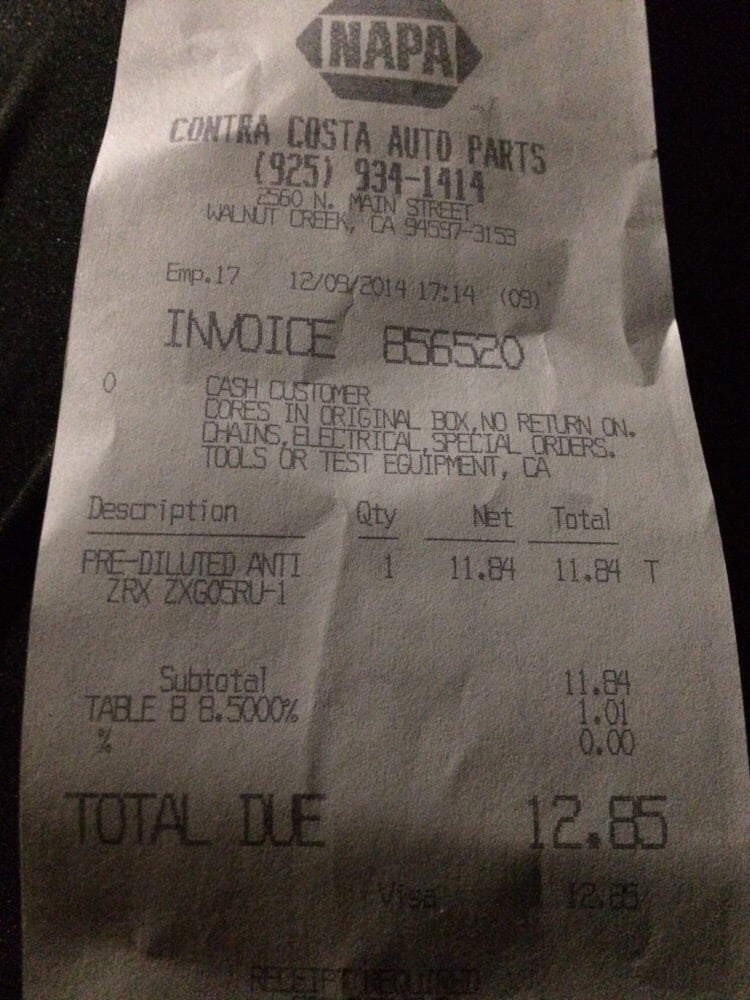 NAPA
CONTRA COSTA AUTO PARTS
(925) 934-1414
2560 N. MAIN STREET
WALNUT CREEK, CA 94597-3153
Emp.17 12/09/2014 17:14 (09)
INVOICE 856520
0 CASH CUSTOMER
CORES IN ORIGINAL BOX,NO RETURN ON.
CHAINS,ELECTRICAL,SPECIAL ORDERS.
TOOLS OR TEST EQUIPMENT, CA
Description Qty Net Total
PRE-DILUTED ANTI 1 11.84 11.84 T
ZRX ZXG05RU-1
Subtotal 11.84
TABLE 8 8.5000% 1.01
% 0.00
TOTAL DUE 12.85
Visa 12.85
RECEIPT REQUIRED